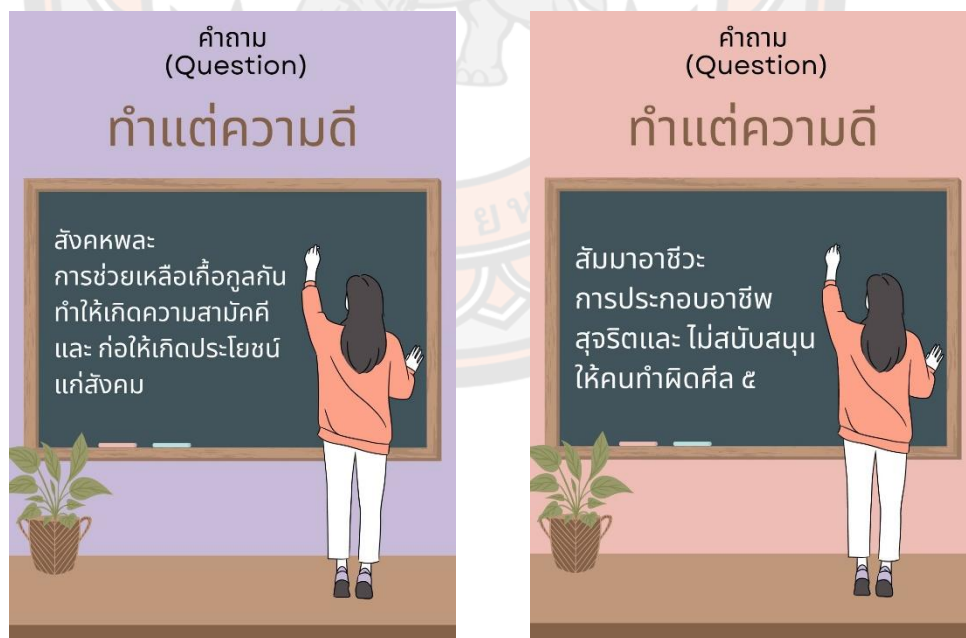 คำถาม
(Question)
ทำแต่ความดี
สังคหพละ
การช่วยเหลือเกื้อกูลกัน
ทำให้เกิดความสามัคคี
และ ก่อให้เกิดประโยชน์
แก่สังคม
คำถาม
(Question)
ทำแต่ความดี
สัมมาอาชีวะ
การประกอบอาชีพ
สุจริตและ ไม่สนับสนุน
ให้คนทำผิดศีล ๕